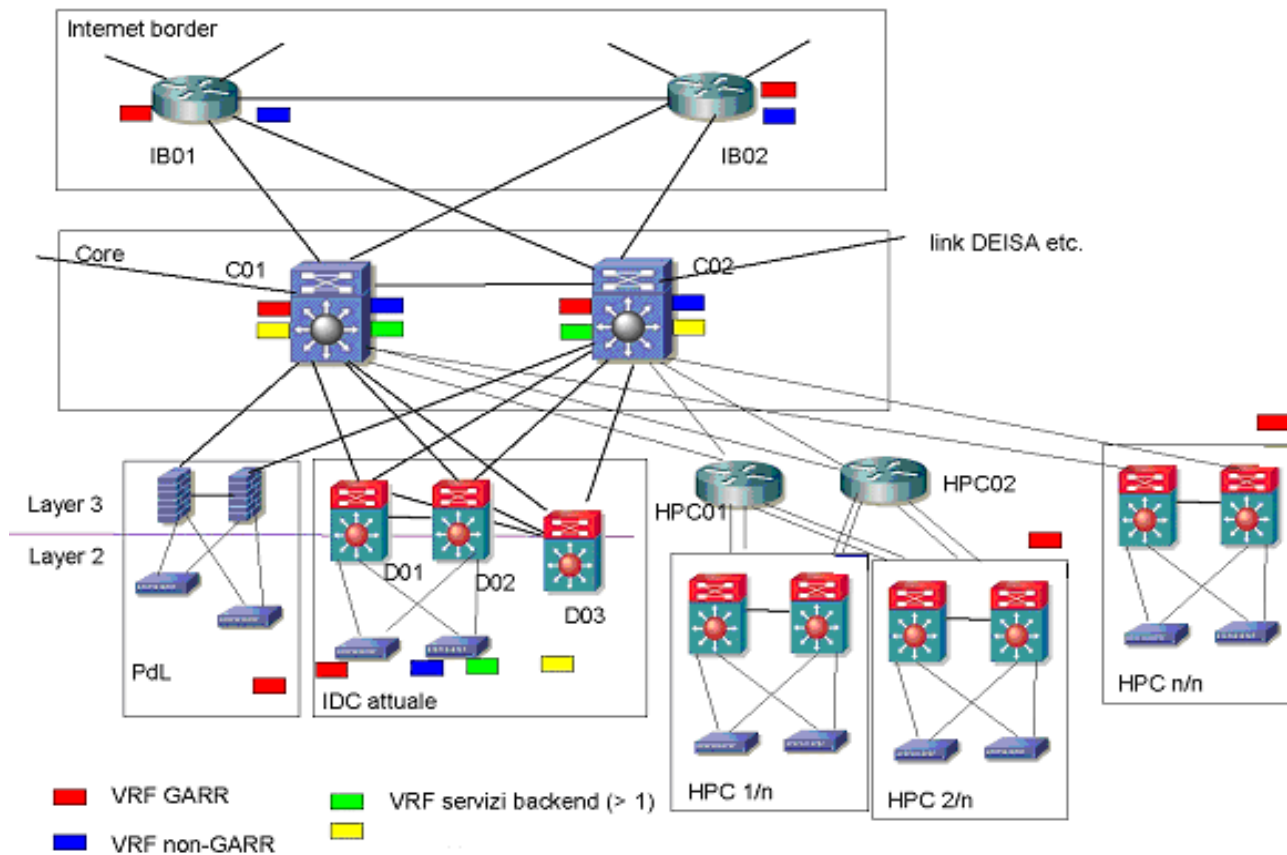 Internet border
IB01
IB02
Core
C01
C02
link DEISA etc.
Layer 3
Layer 2
D01
D02
D03
HPC01
HPC02
PdL
IDC attuale
HPC 1/n
HPC 2/n
HPC n/n
VRF GARR
VRF servizi backend (> 1)
VRF non-GARR